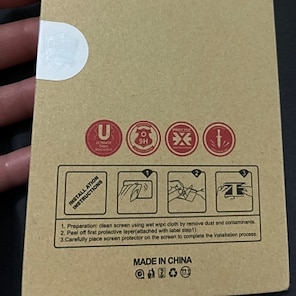 U
ULTIMATE
9H
INSTALLATION
INSTRUCTIONS
1
2
3
1. Preparation: clean screen using wet wipc cloth by remove dust and contaminants.
2. Peel off first protective layer(attached with label step1)
3.Carefully place screen protector on the screen to complete the installation process.
MADE IN CHINA